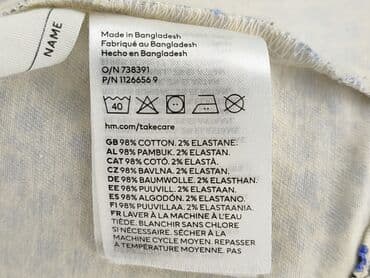 NAME
Made in Bangladesh
Fabriqué au Bangladesh
Hecho en Bangladesh
O/N 738391
P/N 1126656 9
40
hm.com/takecare
GB 98% COTTON. 2% ELASTANE.
AL 98% PAMBUK. 2% ELASTAN.
CAT 98% COTÓ. 2% ELASTÀ.
CZ 98% BAVLNA. 2% ELASTAN.
DE 98% BAUMWOLLE. 2% ELASTHAN.
EE 98% PUUVILL. 2% ELASTAAN.
ES 98% ALGODÓN. 2% ELASTANO.
FI 98% PUUVILLAA. 2% ELASTAANIA.
FR LAVER À LA MACHINE À L'EAU
TIÈDE. BLANCHIR SANS CHLORE
SI NÉCESSAIRE. SÉCHER À LA
MACHINE CYCLE MOYEN. REPASSER
À TEMPÉRATURE MOYENNE. PAS